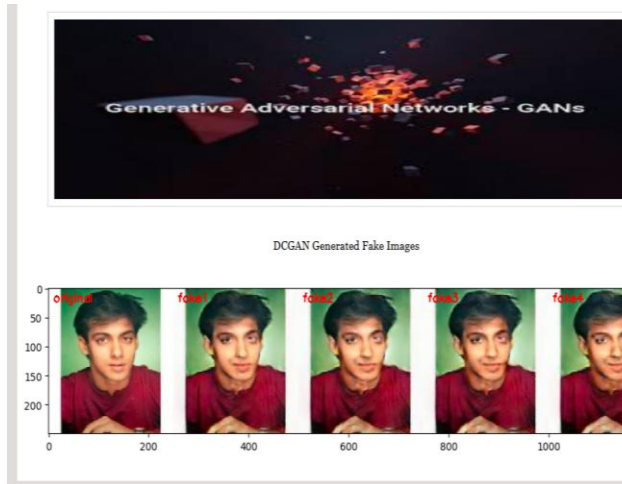 Generative Adversarial Networks - GANs
DCGAN Generated Fake Images
original fake1 fake2 fake3 fake4
0
50
100
150
200
0 200 400 600 800 1000